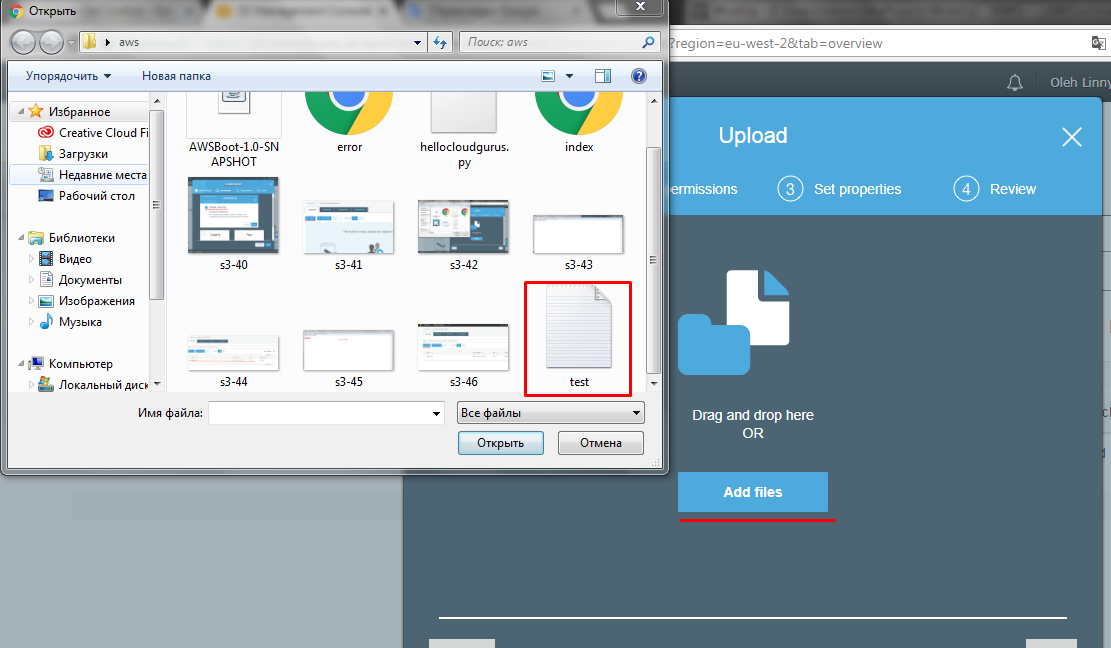 Открыть
aws
Поиск: aws
?region=eu-west-2&tab=overview
Упорядочить
Новая папка
Oleh Linny
Избранное
Creative Cloud Fi
Загрузки
Недавние места
Рабочий стол
Библиотеки
Видео
Документы
Изображения
Музыка
Компьютер
Локальный диск
AWSBoot-1.0-SN
APSHOT
error
hellocloudgurus.
py
index
s3-40
s3-41
s3-42
s3-43
s3-44
s3-45
s3-46
test
Имя файла:
Все файлы
Открыть
Отмена
Upload
ermissions
3 Set properties
4 Review
Drag and drop here
OR
Add files